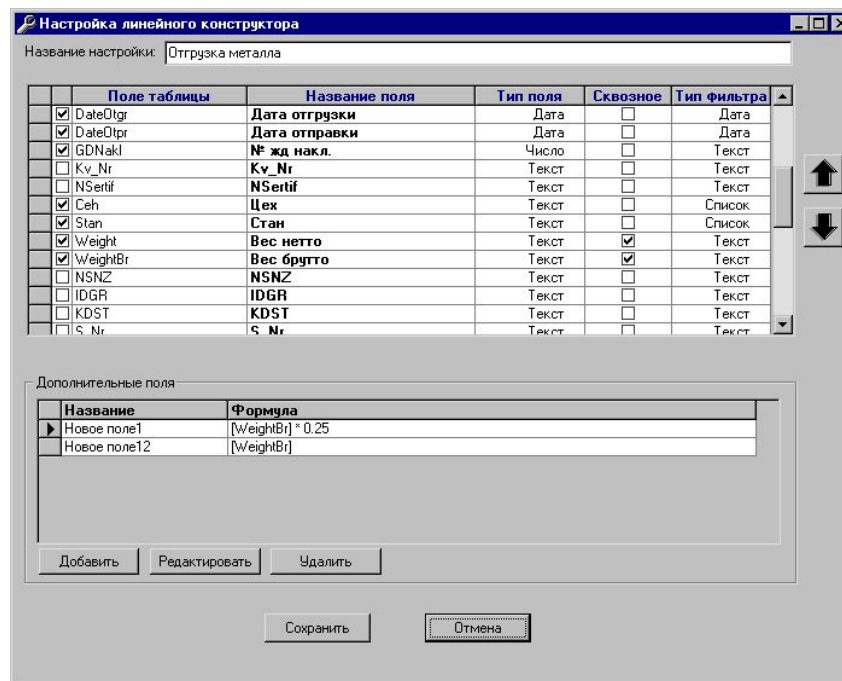 Настройка линейного конструктора
Название настройки: Отгрузка металла
Поле таблицы Название поля Тип поля Сквозное Тип фильтра
DateOtgr Дата отгрузки Дата Дата
DateOtpr Дата отправки Дата Дата
GDNakl № жд накл. Число Текст
Kv_Nr Kv_Nr Текст Текст
NSertif NSertif Текст Текст
Ceh Цех Текст Список
Stan Стан Текст Список
Weight Вес нетто Текст Текст
WeightBr Вес брутто Текст Текст
NSNZ NSNZ Текст Текст
IDGR IDGR Текст Текст
KDST KDST Текст Текст
S_Nr S_Nr Текст Текст
Дополнительные поля
Название Формула
Новое поле1 [WeightBr] * 0.25
Новое поле12 [WeightBr]
Добавить Редактировать Удалить
Сохранить Отмена